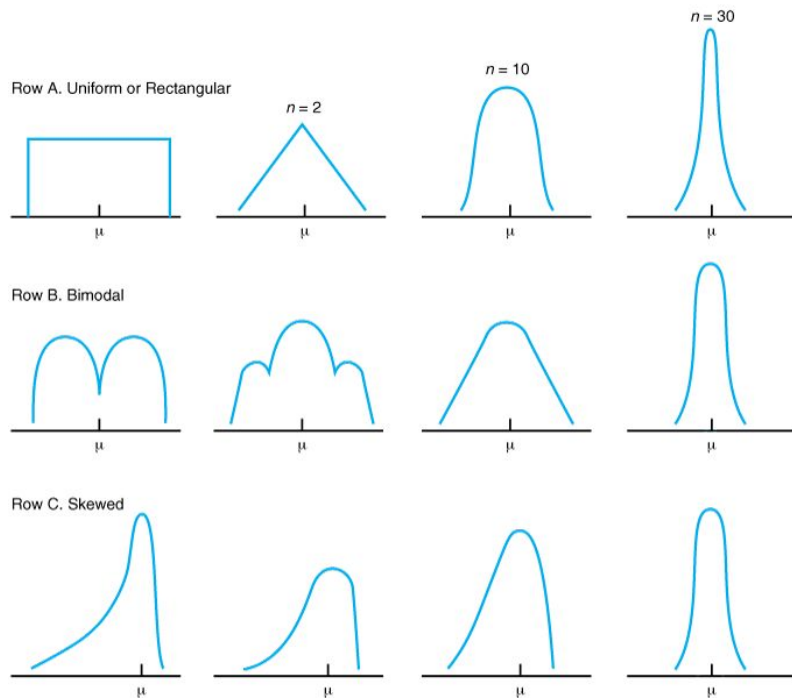 n = 30
n = 10
Row A. Uniform or Rectangular
n = 2
μ μ μ μ
Row B. Bimodal
μ μ μ μ
Row C. Skewed
μ μ μ μ